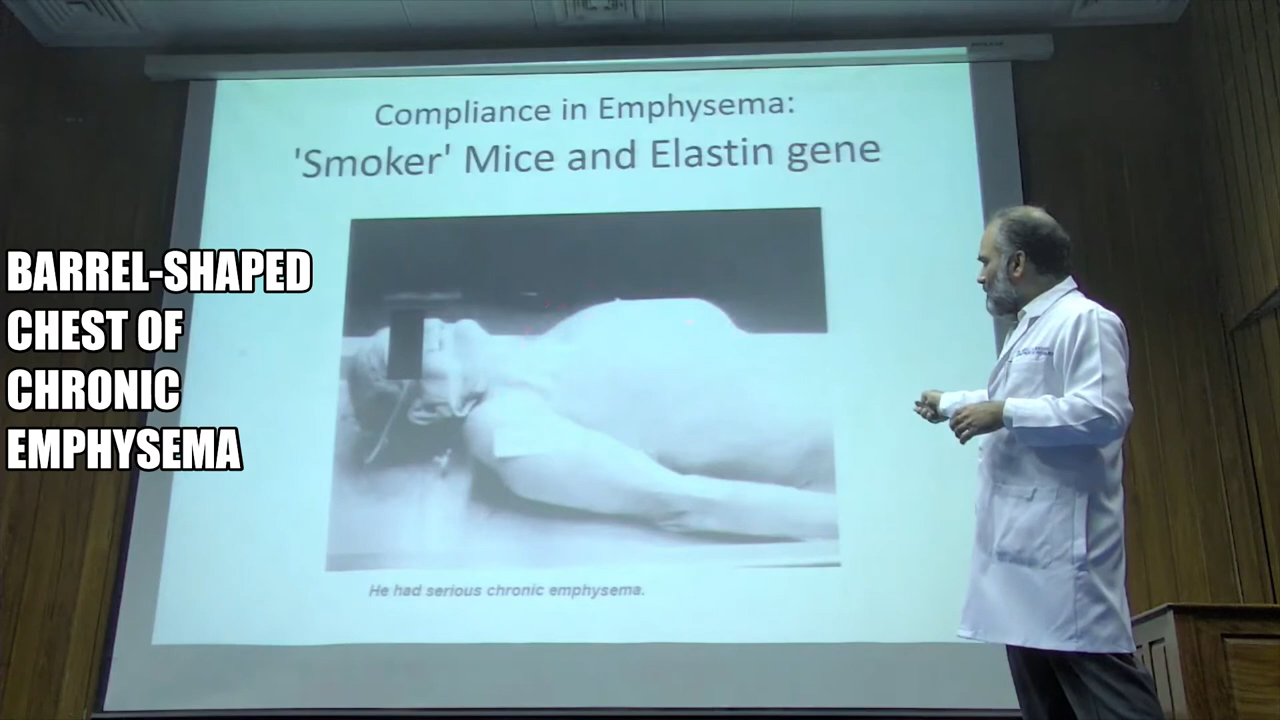 Compliance in Emphysema:
'Smoker' Mice and Elastin gene
BARREL-SHAPED
CHEST OF
CHRONIC
EMPHYSEMA
He had serious chronic emphysema.